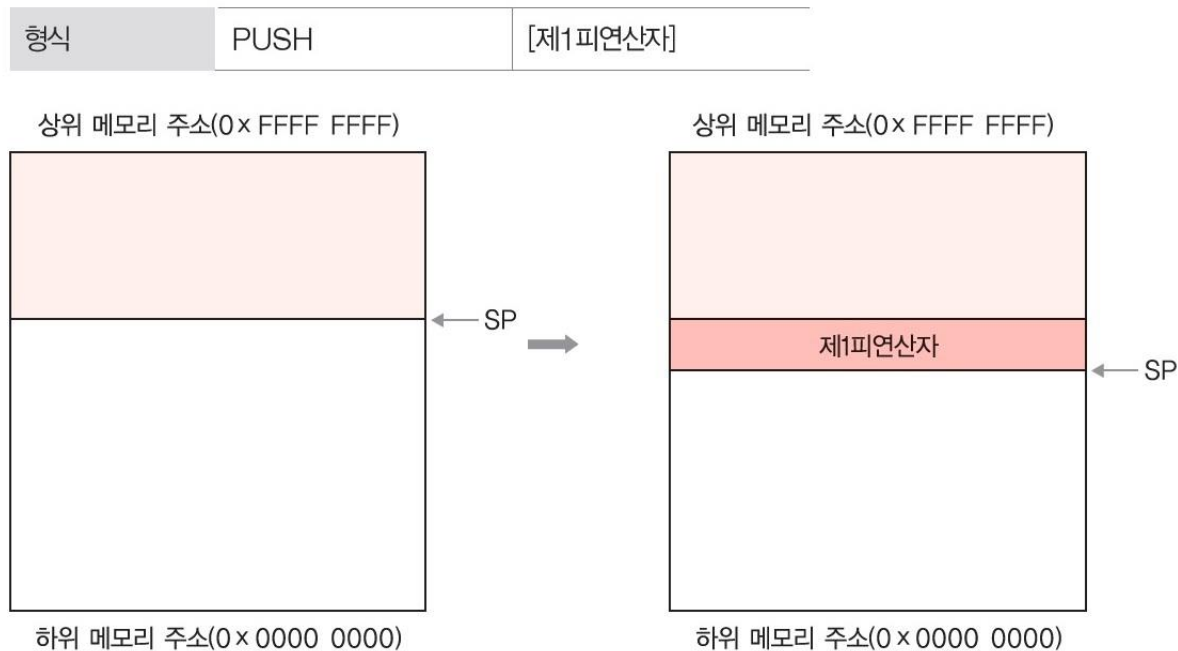 형식 PUSH [제1피연산자]
상위 메모리 주소(0×FFFF FFFF)
상위 메모리 주소(0×FFFF FFFF)
SP
제1피연산자
SP
하위 메모리 주소(0×0000 0000)
하위 메모리 주소(0×0000 0000)